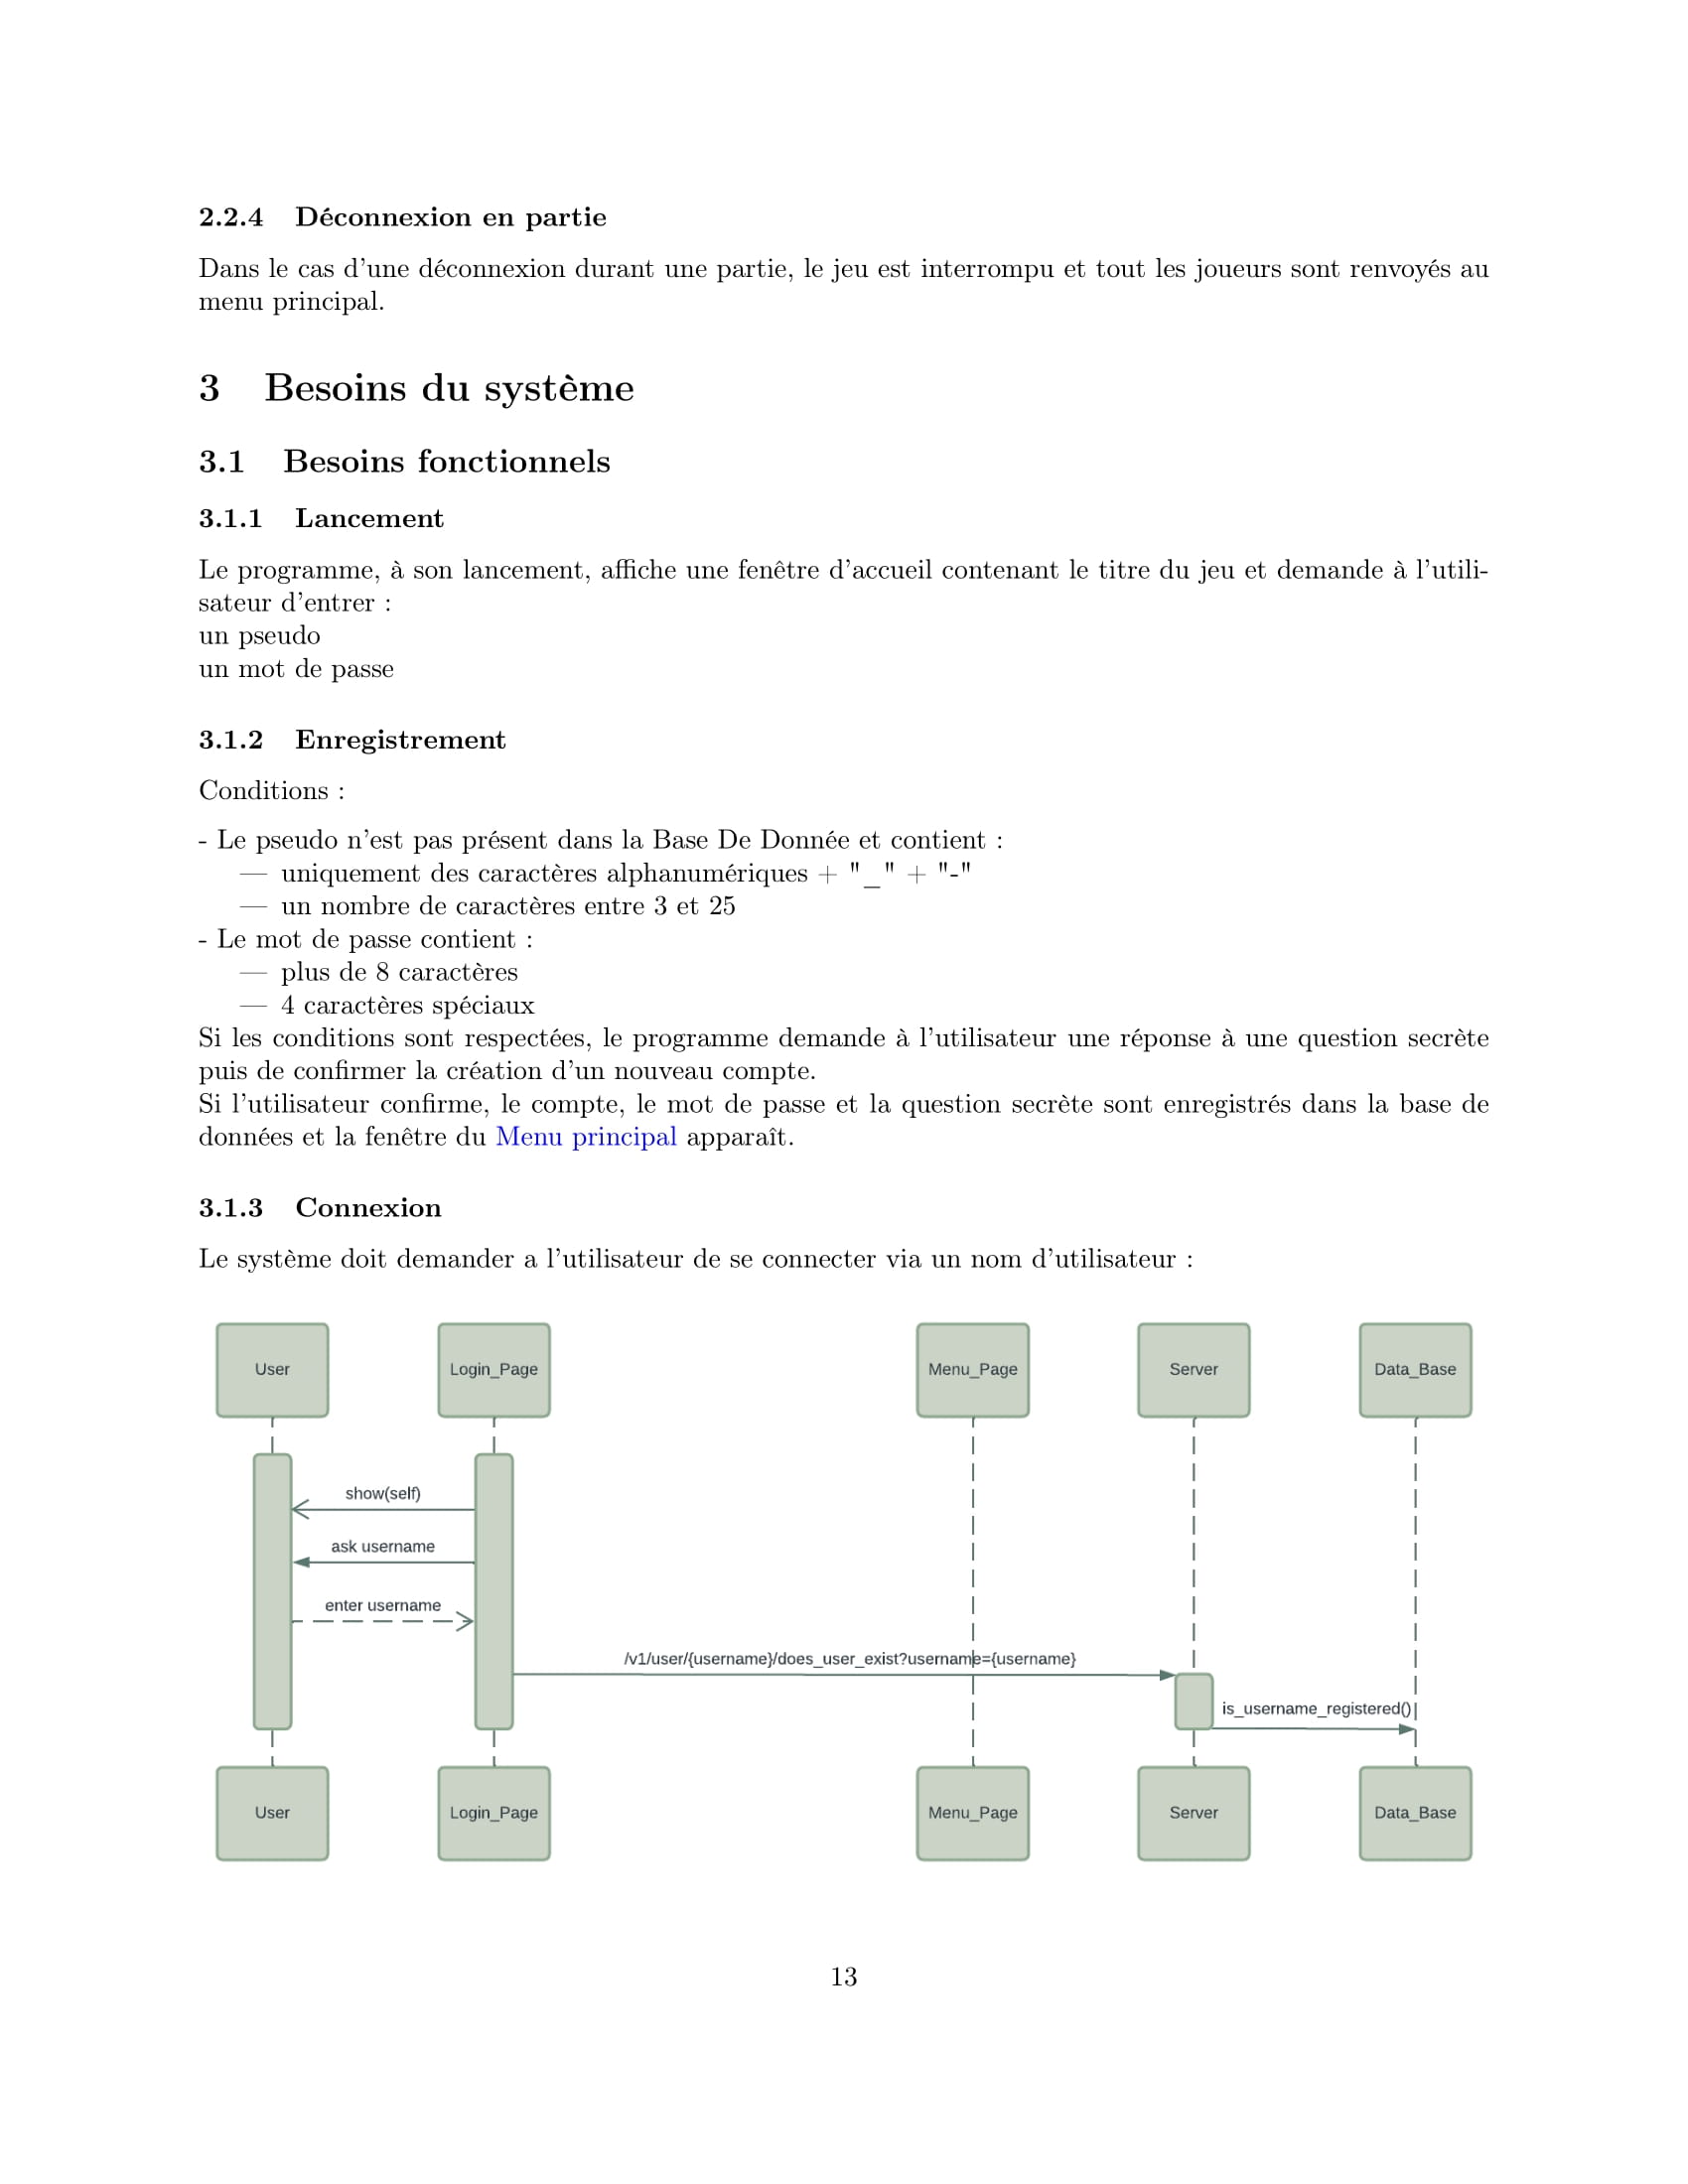 2.2.4 Déconnexion en partie
Dans le cas d'une déconnexion durant une partie, le jeu est interrompu et tout les joueurs sont renvoyés au
menu principal.
3 Besoins du système
3.1 Besoins fonctionnels
3.1.1 Lancement
Le programme, à son lancement, affiche une fenêtre d'accueil contenant le titre du jeu et demande à l'utili-
sateur d'entrer :
un pseudo
un mot de passe
3.1.2 Enregistrement
Conditions :
- Le pseudo n'est pas présent dans la Base De Donnée et contient :
— uniquement des caractères alphanumériques + "_" + "-"
— un nombre de caractères entre 3 et 25
- Le mot de passe contient :
— plus de 8 caractères
— 4 caractères spéciaux
Si les conditions sont respectées, le programme demande à l'utilisateur une réponse à une question secrète
puis de confirmer la création d'un nouveau compte.
Si l'utilisateur confirme, le compte, le mot de passe et la question secrète sont enregistrés dans la base de
données et la fenêtre du Menu principal apparaît.
3.1.3 Connexion
Le système doit demander a l'utilisateur de se connecter via un nom d'utilisateur :
User Login_Page Menu_Page Server Data_Base
show(self)
ask username
enter username
/v1/user/{username}/does_user_exist?username={username}
is_username_registered()
User Login_Page Menu_Page Server Data_Base
13